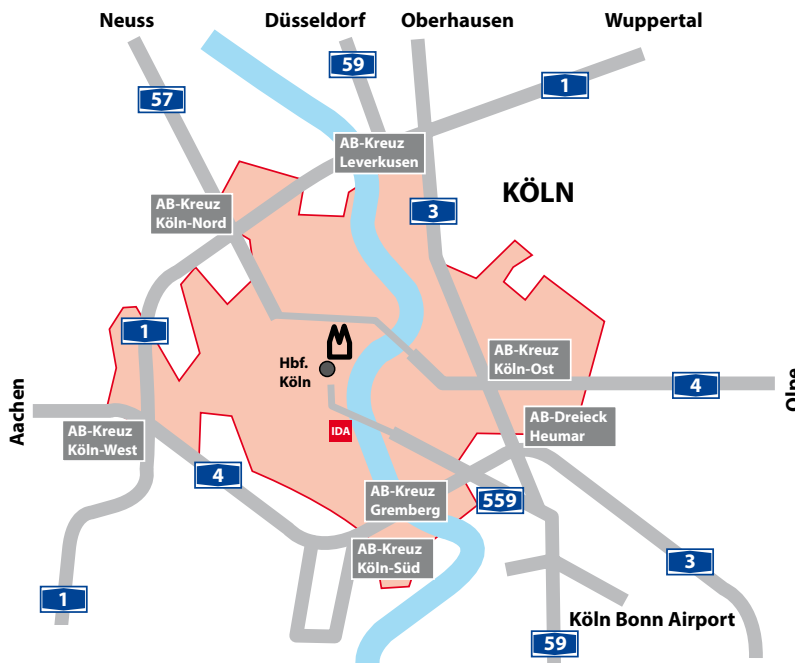 Neuss
Düsseldorf
Oberhausen
Wuppertal
59
1
57
AB-Kreuz
Leverkusen
KÖLN
AB-Kreuz
Köln-Nord
3
1
AB-Kreuz
Köln-Ost
Hbf.
Köln
4
Olpe
Aachen
AB-Dreieck
Heumar
AB-Kreuz
Köln-West
IDA
4
AB-Kreuz
Gremberg
559
AB-Kreuz
Köln-Süd
3
1
Köln Bonn Airport
59